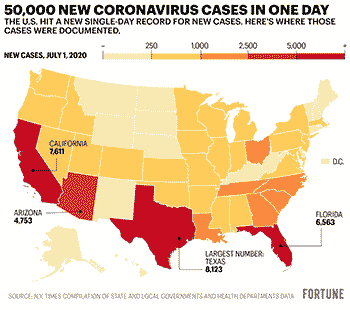 50,000 NEW CORONAVIRUS CASES IN ONE DAY
THE U.S. HIT A NEW SINGLE-DAY RECORD FOR NEW CASES. HERE'S WHERE THOSE
CASES WERE DOCUMENTED.
NEW CASES, JULY 1, 2020
250
1,000
2,500
5,000
CALIFORNIA
7,611
D.C.
ARIZONA
4,753
FLORIDA
6,563
LARGEST NUMBER:
TEXAS
8,123
SOURCE: N.Y. TIMES COMPILATION OF STATE AND LOCAL GOVERNMENTS AND HEALTH DEPARTMENTS DATA
FORTUNE